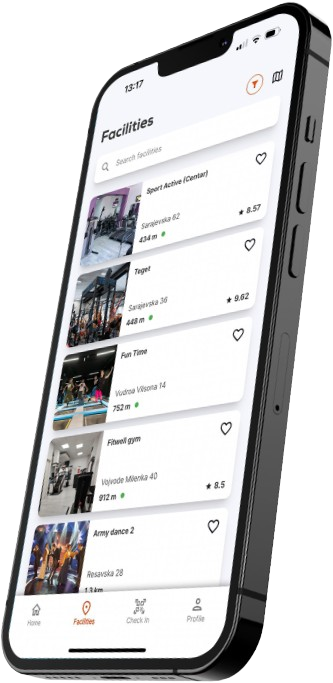 13:17
Facilities
Search facilities
Sport Active (Centar)
Sarajevska 62
434 m
8.57
Teget
Sarajevska 36
448 m
9.62
Fun Time
Vudroa Vilsona 14
752 m
Fitwell gym
Vojvode Milenka 40
912 m
8.5
Army dance 2
Resavska 28
1.3 km
Home
Facilities
Check in
Profile